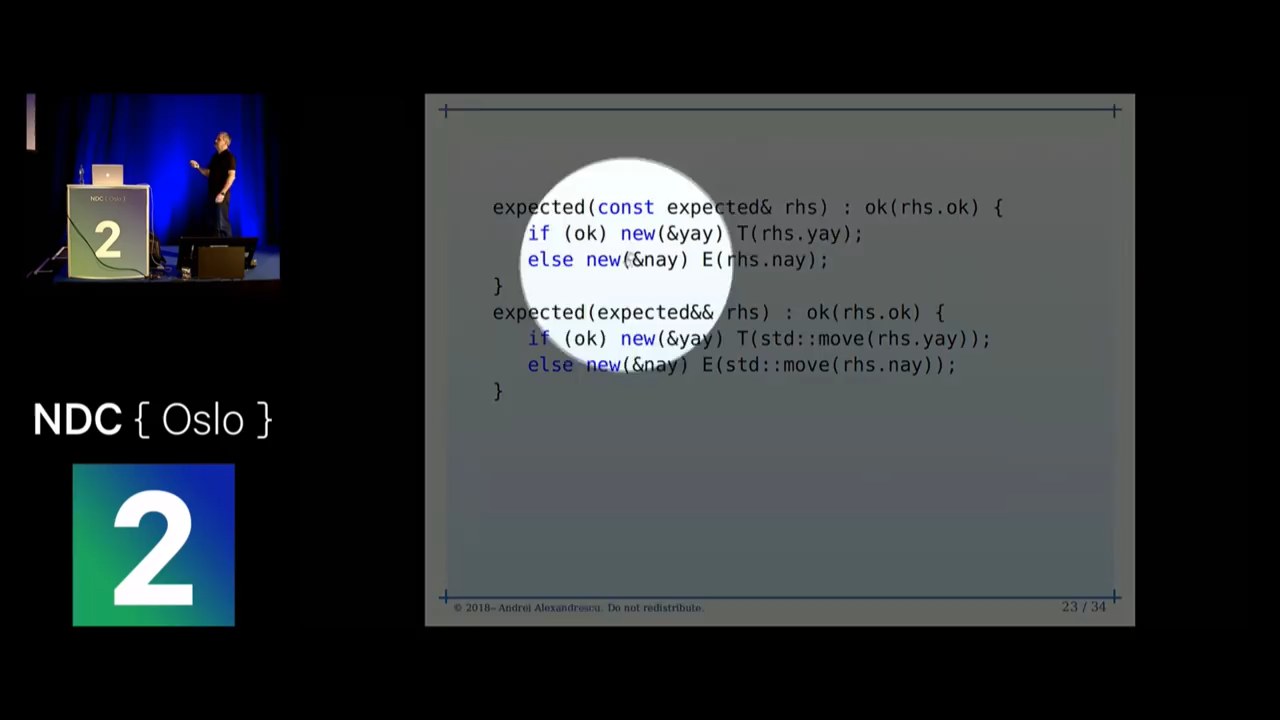 NDC { Oslo }
2
expected(const expected& rhs) : ok(rhs.ok) {
if (ok) new(&yay) T(rhs.yay);
else new(&nay) E(rhs.nay);
}
expected(expected&& rhs) : ok(rhs.ok) {
if (ok) new(&yay) T(std::move(rhs.yay));
else new(&nay) E(std::move(rhs.nay));
}
© 2018– Andrei Alexandrescu. Do not redistribute.
23 / 34
NDC { Oslo }
2